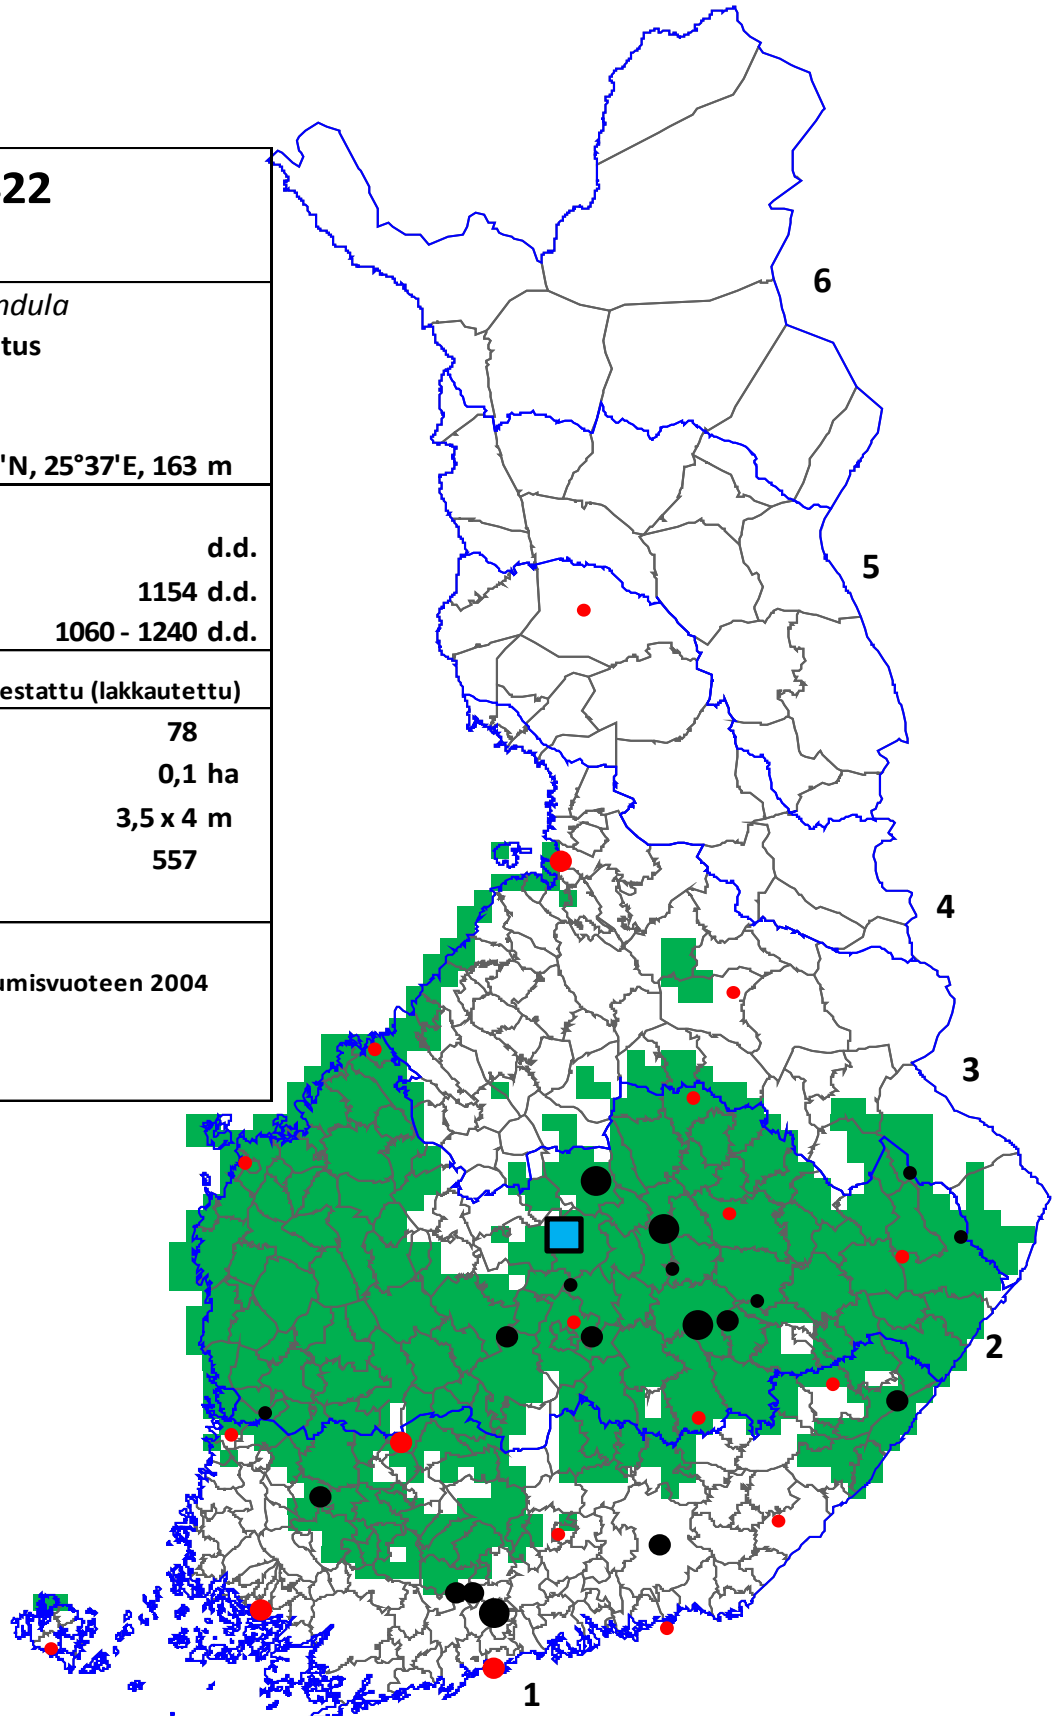 22
ndula
tus
'N, 25°37'E, 163 m
d.d.
1154 d.d.
1060 - 1240 d.d.
estattu (lakkautettu)
78
0,1 ha
3,5 x 4 m
557
umisvuoteen 2004
6
5
4
3
2
1